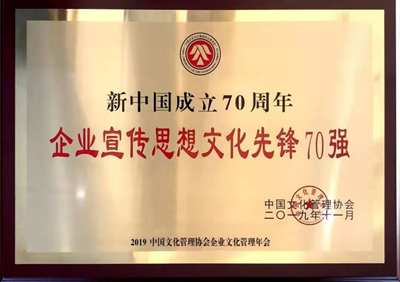 新中国成立70周年
企业宣传思想文化先锋70强
中国文化管理协会
二〇一九年十一月
2019 中国文化管理协会企业文化管理年会